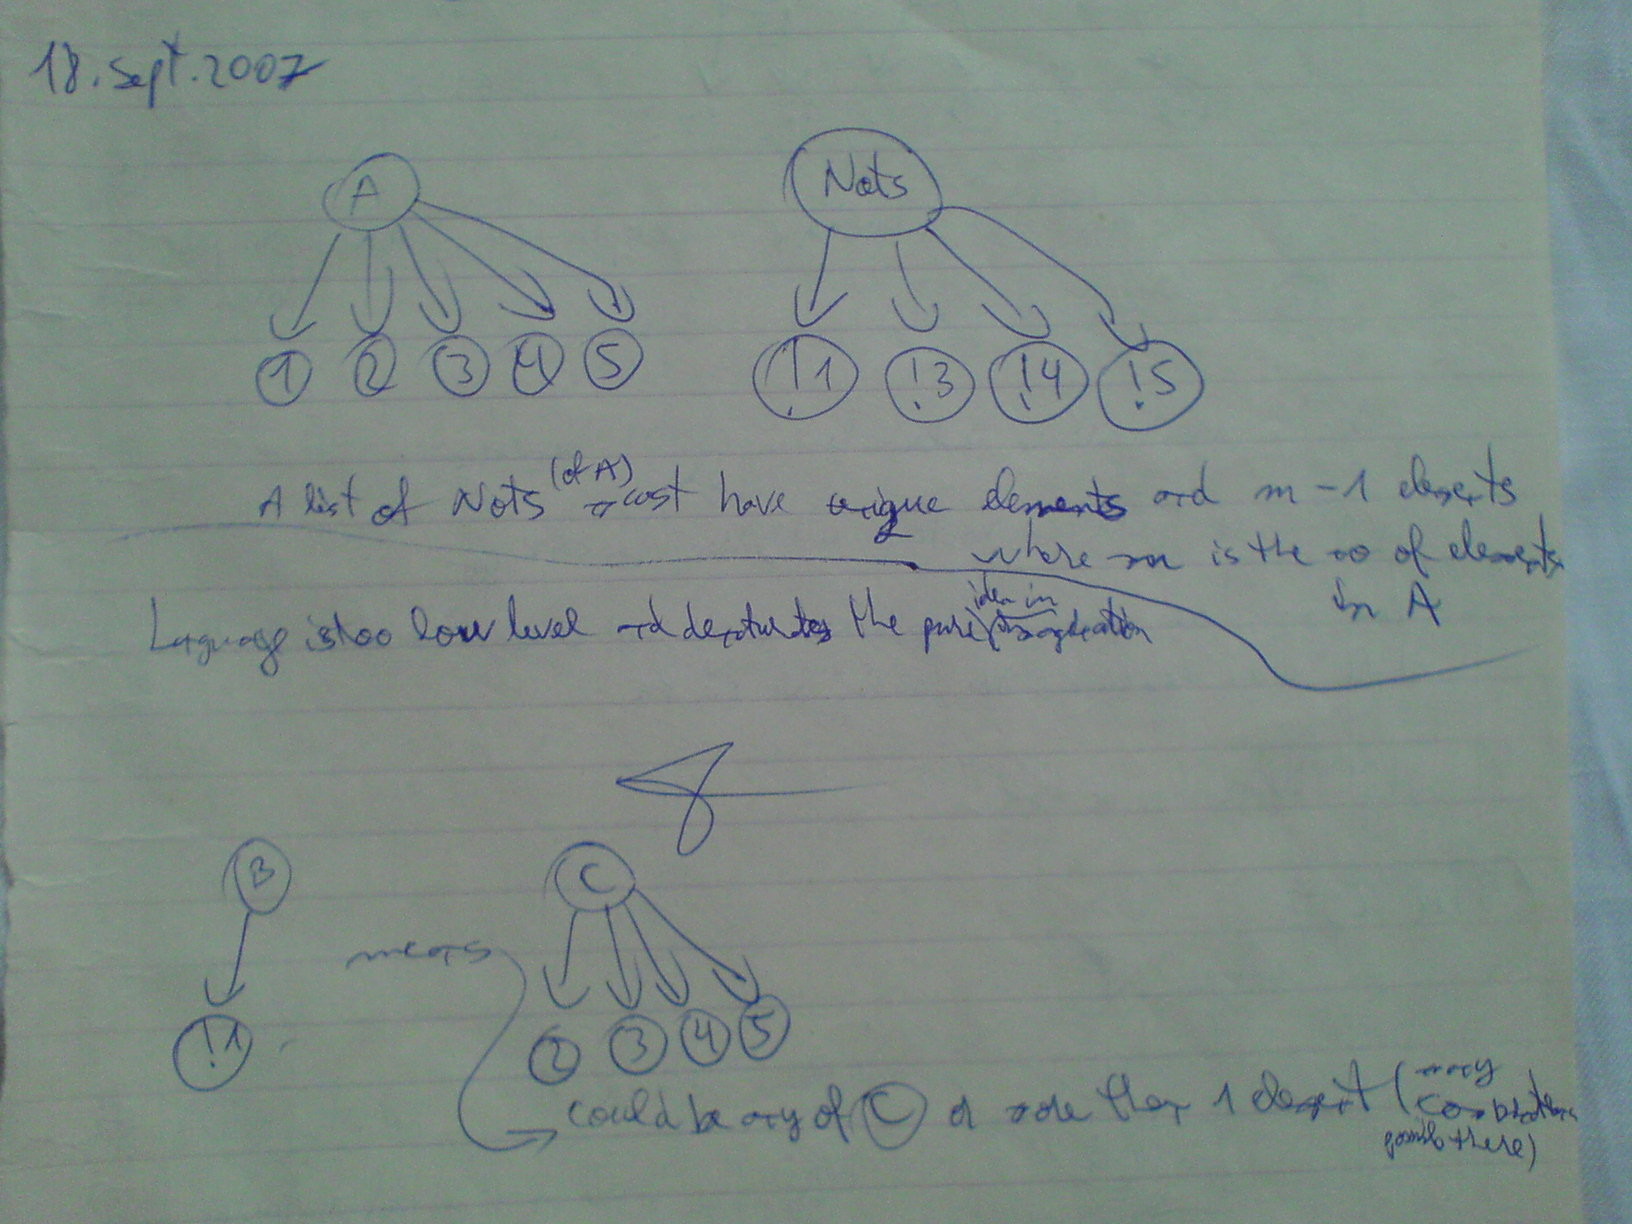 18. Sept. 2007
A Nots
1 2 3 4 5 !1 !3 !4 !5
A list of Nots (of A) must have unique elements and m-1 elements
where m is the no of elements
in A
Language is too low level and denaturates the pure idea in
B C
means
!1 2 3 4 5
could be any of C or more than 1 element (many
combinations
possible there)